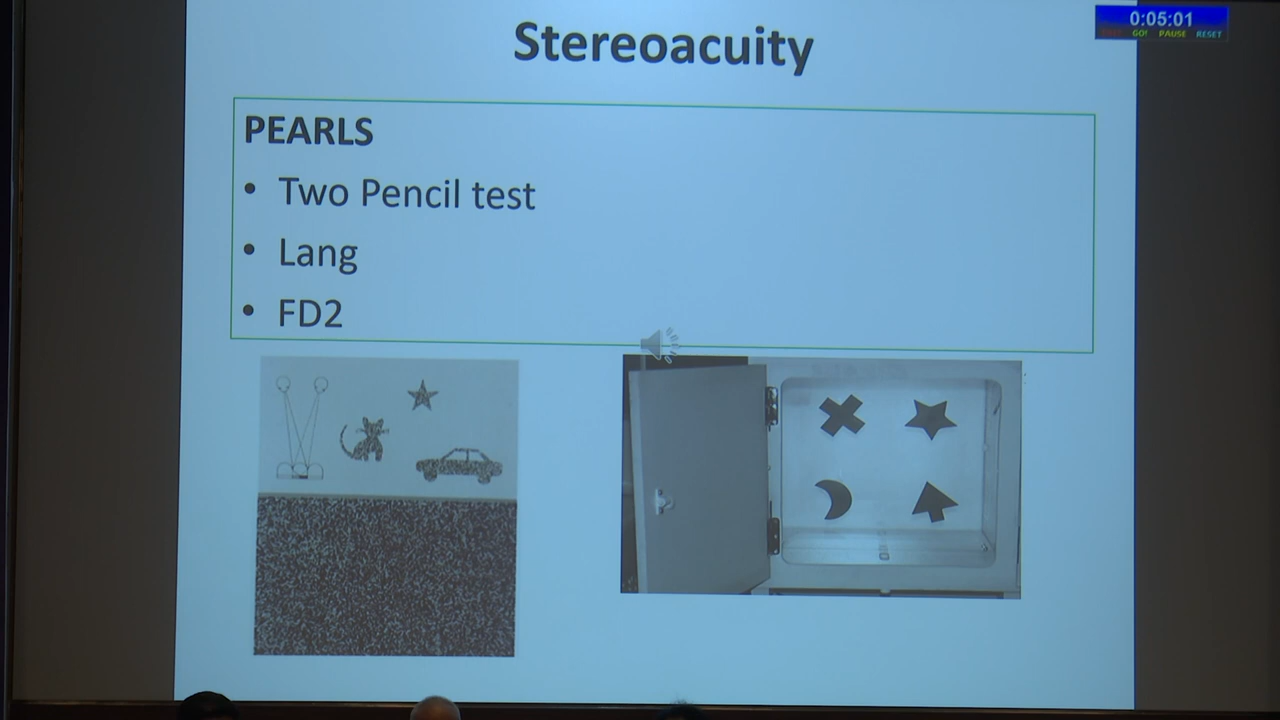 Stereoacuity
0:05:01
GO! PAUSE RESET
PEARLS
• Two Pencil test
• Lang
• FD2